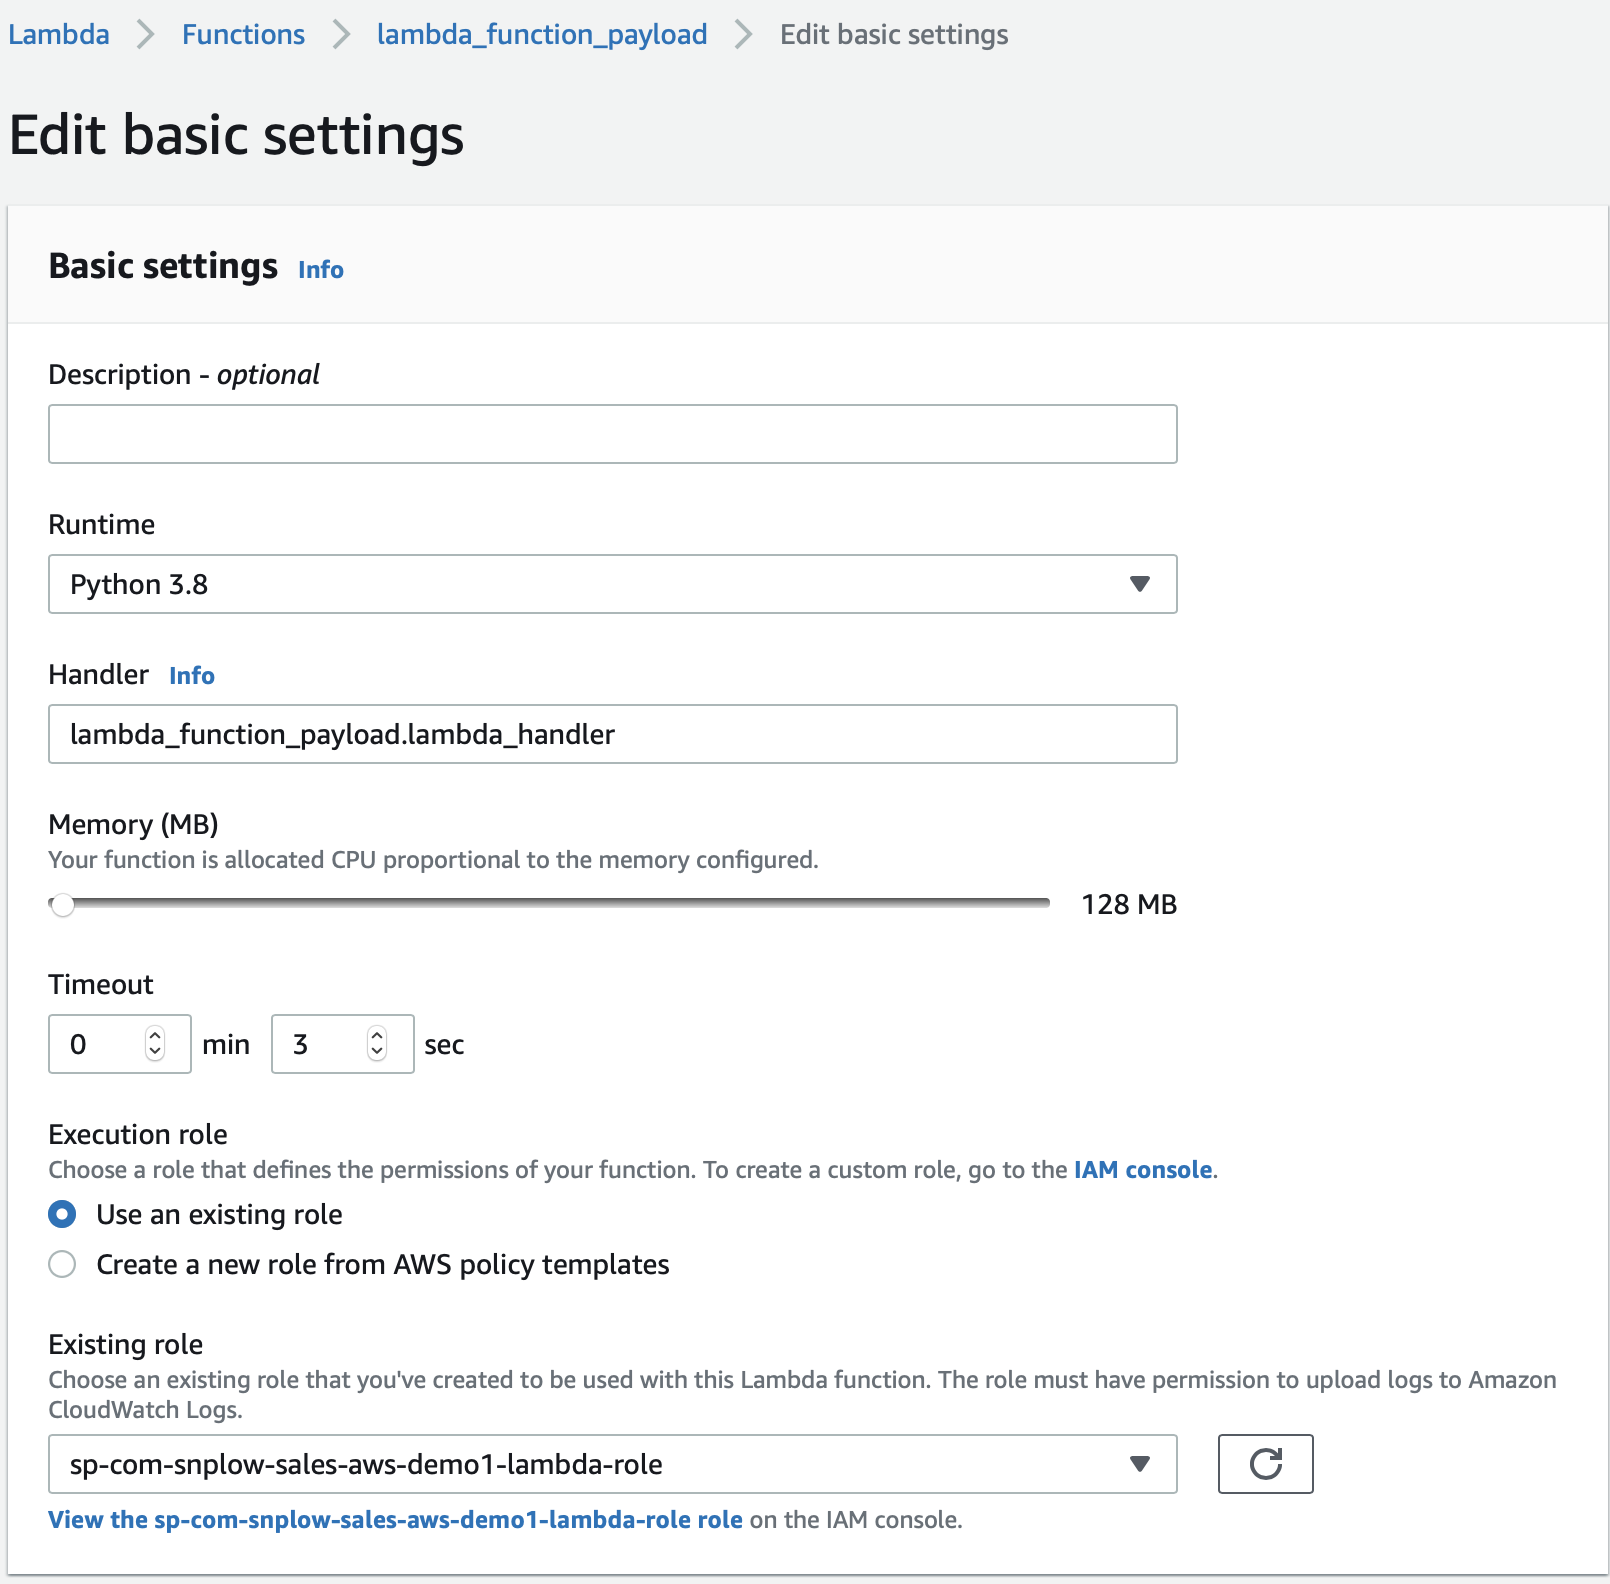 Lambda > Functions > lambda_function_payload > Edit basic settings
Edit basic settings
Basic settings Info
Description - optional
Runtime
Python 3.8
Handler Info
lambda_function_payload.lambda_handler
Memory (MB)
Your function is allocated CPU proportional to the memory configured.
128 MB
Timeout
0 min 3 sec
Execution role
Choose a role that defines the permissions of your function. To create a custom role, go to the IAM console.
Use an existing role
Create a new role from AWS policy templates
Existing role
Choose an existing role that you've created to be used with this Lambda function. The role must have permission to upload logs to Amazon
CloudWatch Logs.
sp-com-snplow-sales-aws-demo1-lambda-role
View the sp-com-snplow-sales-aws-demo1-lambda-role role on the IAM console.